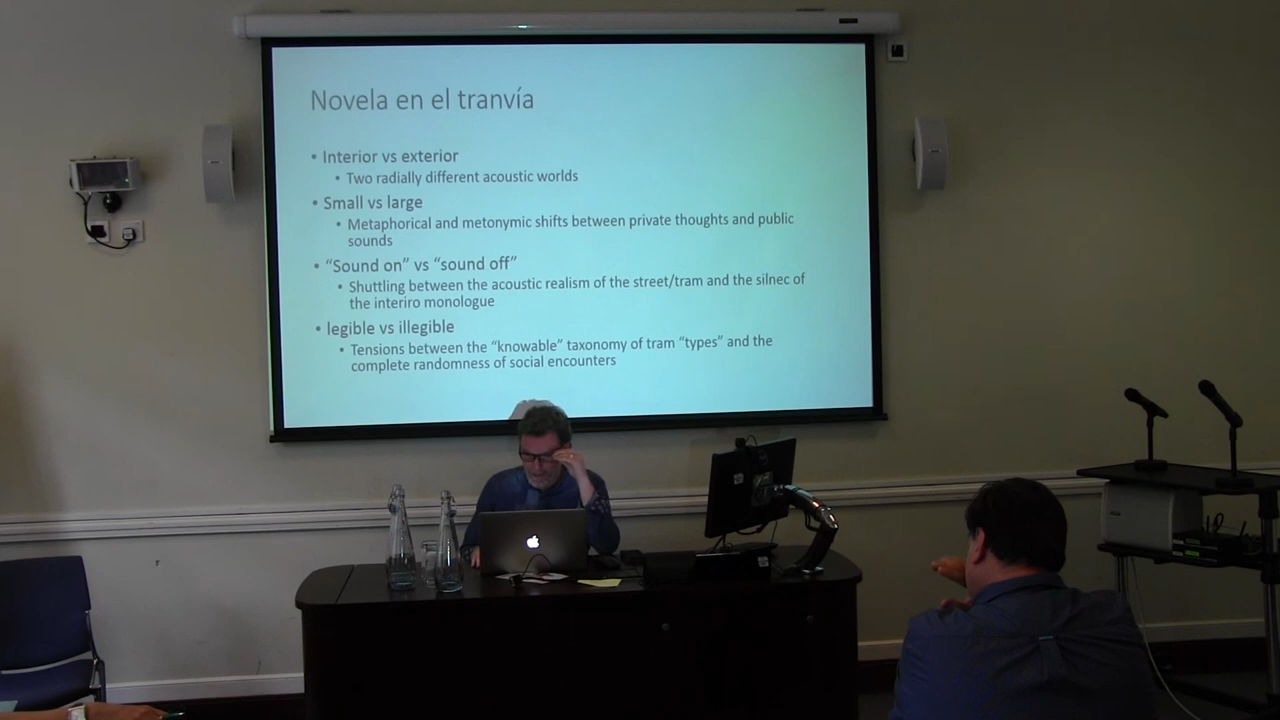 Novela en el tranvía
• Interior vs exterior
• Two radially different acoustic worlds
• Small vs large
• Metaphorical and metonymic shifts between private thoughts and public
sounds
• “Sound on” vs “sound off”
• Shuttling between the acoustic realism of the street/tram and the silnec of
the interiro monologue
• legible vs illegible
• Tensions between the “knowable” taxonomy of tram “types” and the
complete randomness of social encounters